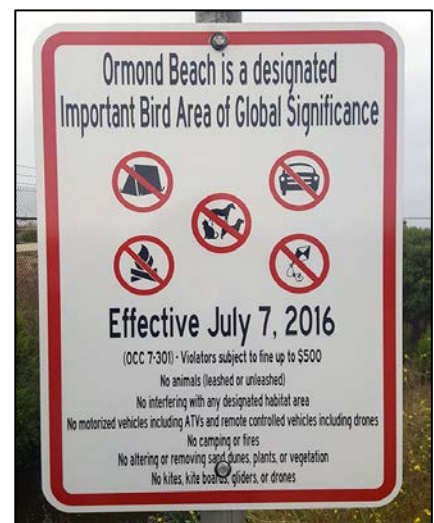 Ormond Beach is a designated
Important Bird Area of Global Significance
Effective July 7, 2016
(OCC 7-301) - Violators subject to fine up to $500
No animals (leashed or unleashed)
No interfering with any designated habitat area
No motorized vehicles including ATVs and remote controlled vehicles including drones
No camping or fires
No altering or removing sand dunes, plants, or vegetation
No kites, kite boards, gliders, or drones